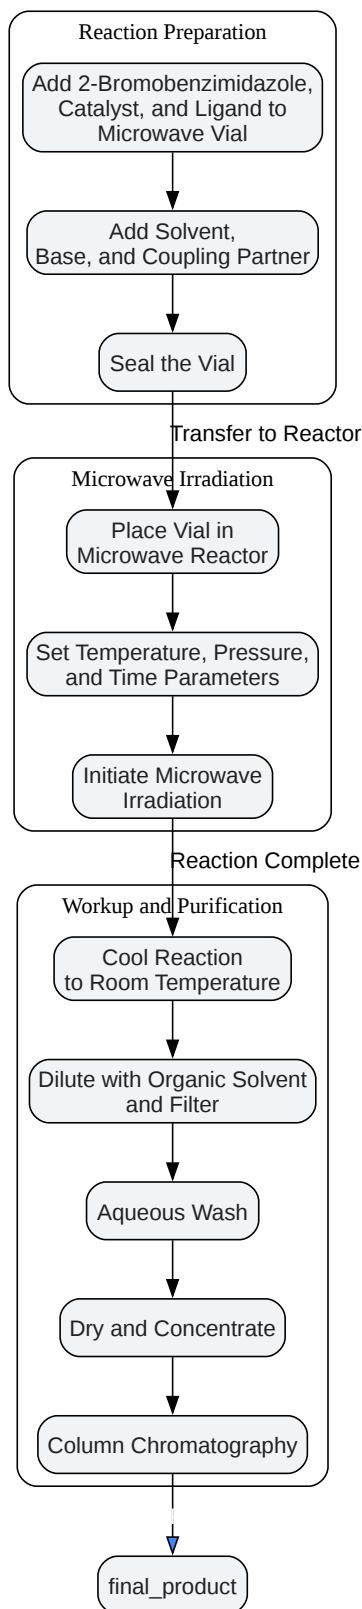 Reaction Preparation
Add 2-Bromobenzimidazole,
Catalyst, and Ligand to
Microwave Vial
Add Solvent,
Base, and Coupling Partner
Seal the Vial
Transfer to Reactor
Microwave Irradiation
Place Vial in
Microwave Reactor
Set Temperature, Pressure,
and Time Parameters
Initiate Microwave
Irradiation
Reaction Complete
Workup and Purification
Cool Reaction
to Room Temperature
Dilute with Organic Solvent
and Filter
Aqueous Wash
Dry and Concentrate
Column Chromatography
final_product